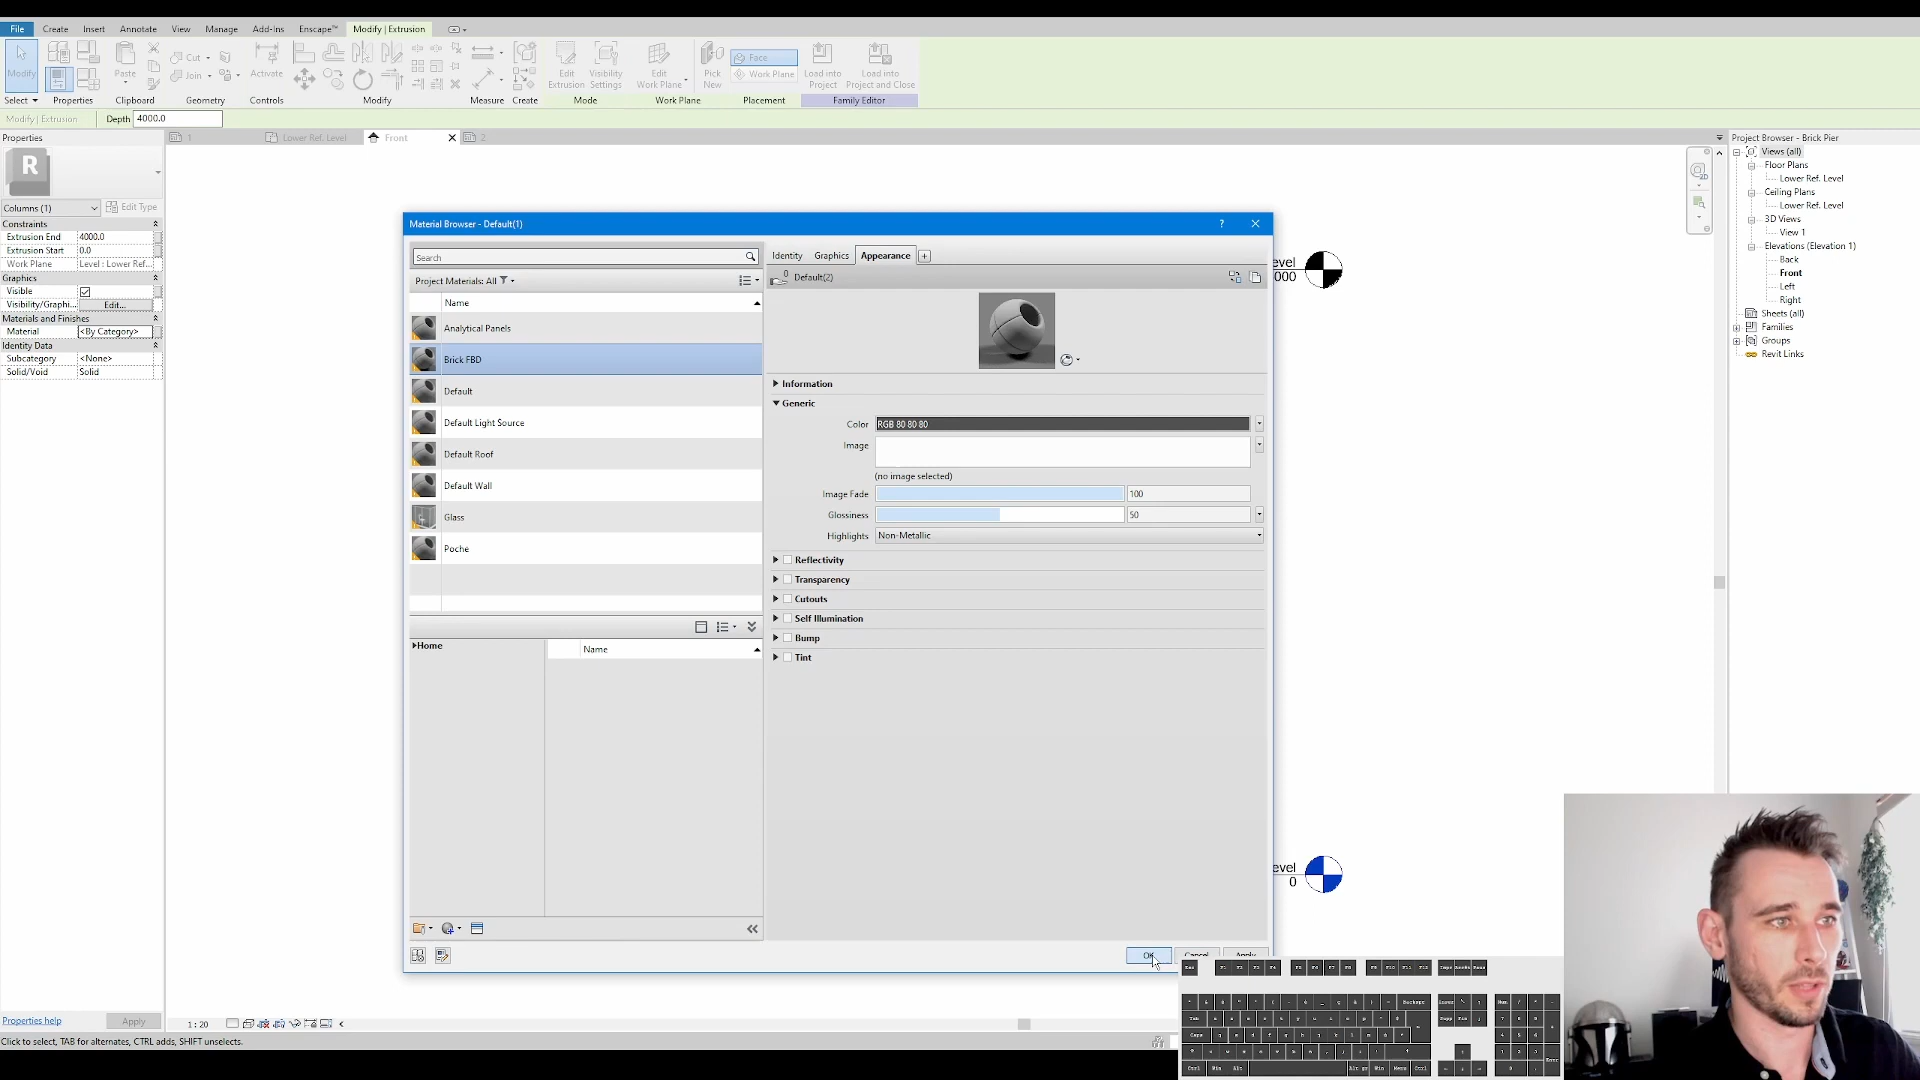 File Create Insert Annotate View Manage Add-Ins Enscape™ Modify | Extrusion
Modify
Paste
Cut
Join
Activate
Edit Extrusion
Visibility Settings
Edit Work Plane
Pick New
Face
Work Plane
Load into Project
Load into Project and Close
Select Properties Clipboard Geometry Controls Modify Measure Create Mode Work Plane Placement Family Editor
Modify | Extrusion Depth 4000.0
Properties
1
Lower Ref. Level
Front
2
R
Columns (1) Edit Type
Constraints
Extrusion End 4000.0
Extrusion Start 0.0
Work Plane Level : Lower Ref...
Graphics
Visible
Visibility/Graphi... Edit...
Materials and Finishes
Material <By Category>
Identity Data
Subcategory <None>
Solid/Void Solid
Properties help Apply
Material Browser - Default(1) ?
Search
Project Materials: All
Name
Analytical Panels
Brick FBD
Default
Default Light Source
Default Roof
Default Wall
Glass
Poche
Home
Name
Identity Graphics Appearance
0
Default(2)
Information
Generic
Color RGB 80 80 80
Image
(no image selected)
Image Fade 100
Glossiness 50
Highlights Non-Metallic
Reflectivity
Transparency
Cutouts
Self Illumination
Bump
Tint
OK Cancel Apply
evel
000
evel
0
Project Browser - Brick Pier
Views (all)
Floor Plans
Lower Ref. Level
Ceiling Plans
Lower Ref. Level
3D Views
View 1
Elevations (Elevation 1)
Back
Front
Left
Right
Sheets (all)
Families
Groups
Revit Links
1 : 20
Click to select, TAB for alternates, CTRL adds, SHIFT unselects.